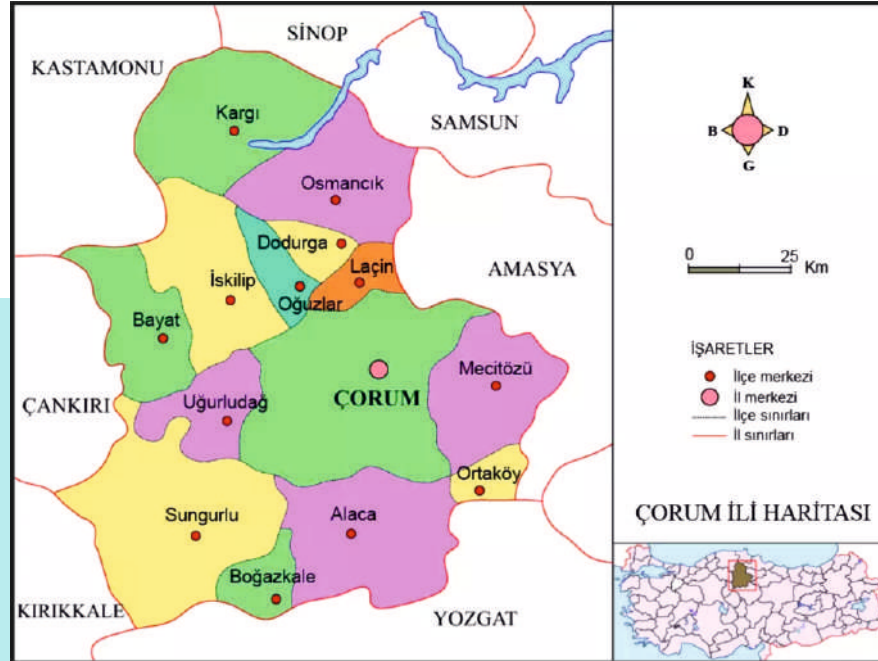 SİNOP
KASTAMONU
Kargı
SAMSUN
Osmancık
Dodurga
Laçin
AMASYA
İskilip
Oğuzlar
Bayat
Mecitözü
ÇANKIRI
Uğurludağ
ÇORUM
Ortaköy
Sungurlu
Alaca
Boğazkale
KIRIKKALE
YOZGAT
K
B D
G
0 25
Km
İŞARETLER
İlçe merkezi
İl merkezi
İlçe sınırları
İl sınırları
ÇORUM İLİ HARİTASI